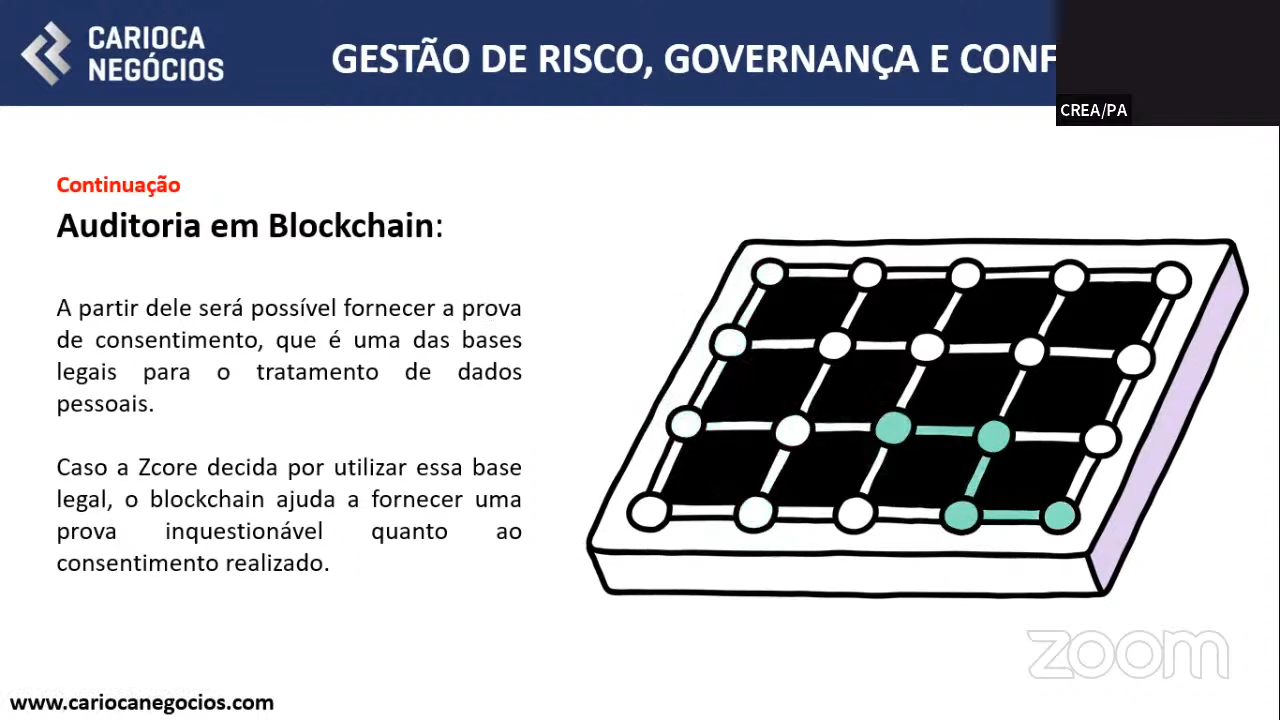 CARIOCA
NEGÓCIOS
GESTÃO DE RISCO, GOVERNANÇA E CONF
CREA/PA
Continuação
Auditoria em Blockchain:
A partir dele será possível fornecer a prova
de consentimento, que é uma das bases
legais para o tratamento de dados
pessoais.
Caso a Zcore decida por utilizar essa base
legal, o blockchain ajuda a fornecer uma
prova inquestionável quanto ao
consentimento realizado.
zoom
www.cariocanegocios.com